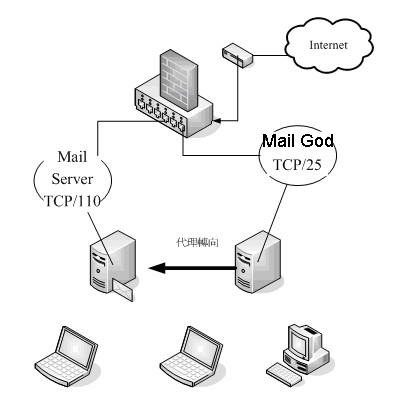 Internet
Mail God
TCP/25
Mail
Server
TCP/110
代理轉向